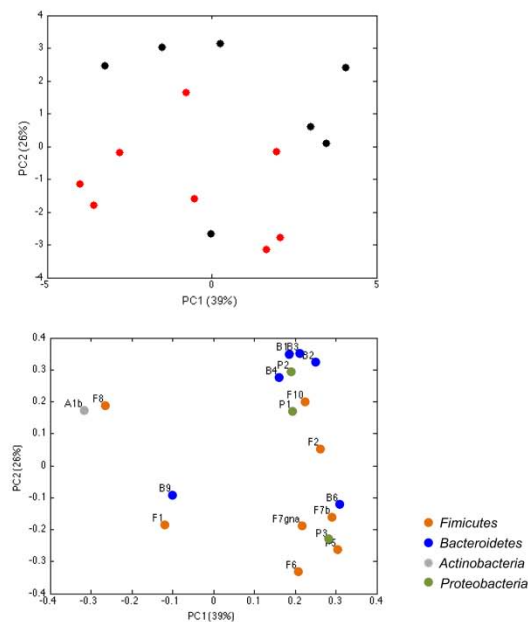 4
3
2
1
0
-1
-2
-3
-4
PC2 (26%)
-5 0 5
PC1 (39%)
0.4
0.3
0.2
0.1
0
-0.1
-0.2
-0.3
-0.4
PC2 (26%)
B1 B3
B2
P2
B4
F8
A1b
F10
P1
F2
B9
B6
F1
F7b
F7gna
P3
F6
-0.4 -0.3 -0.2 -0.1 0 0.1 0.2 0.3 0.4
PC1 (39%)
Fimicutes
Bacteroidetes
Actinobacteria
Proteobacteria